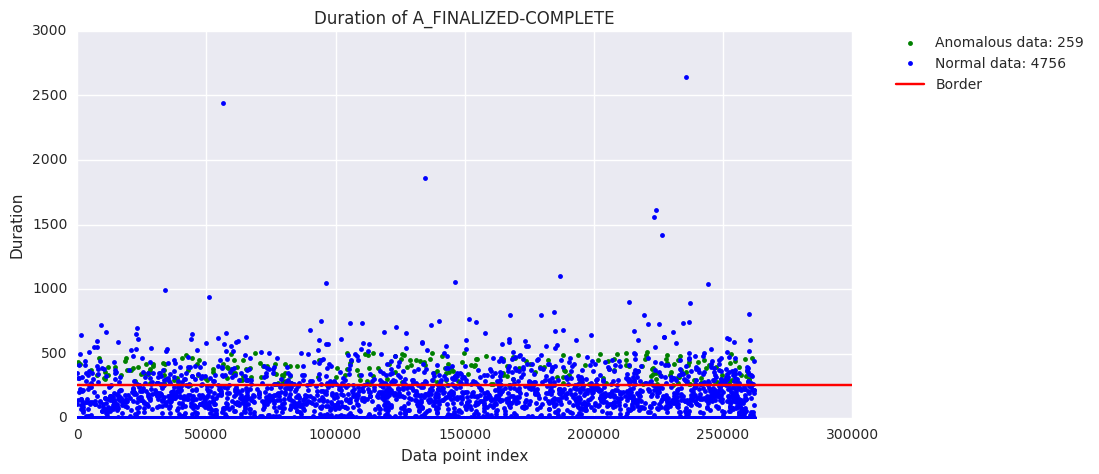 Duration of A_FINALIZED-COMPLETE
3000
2500
2000
1500
1000
500
0
Duration
0
50000
100000
150000
200000
250000
300000
Data point index
Anomalous data: 259
Normal data: 4756
Border